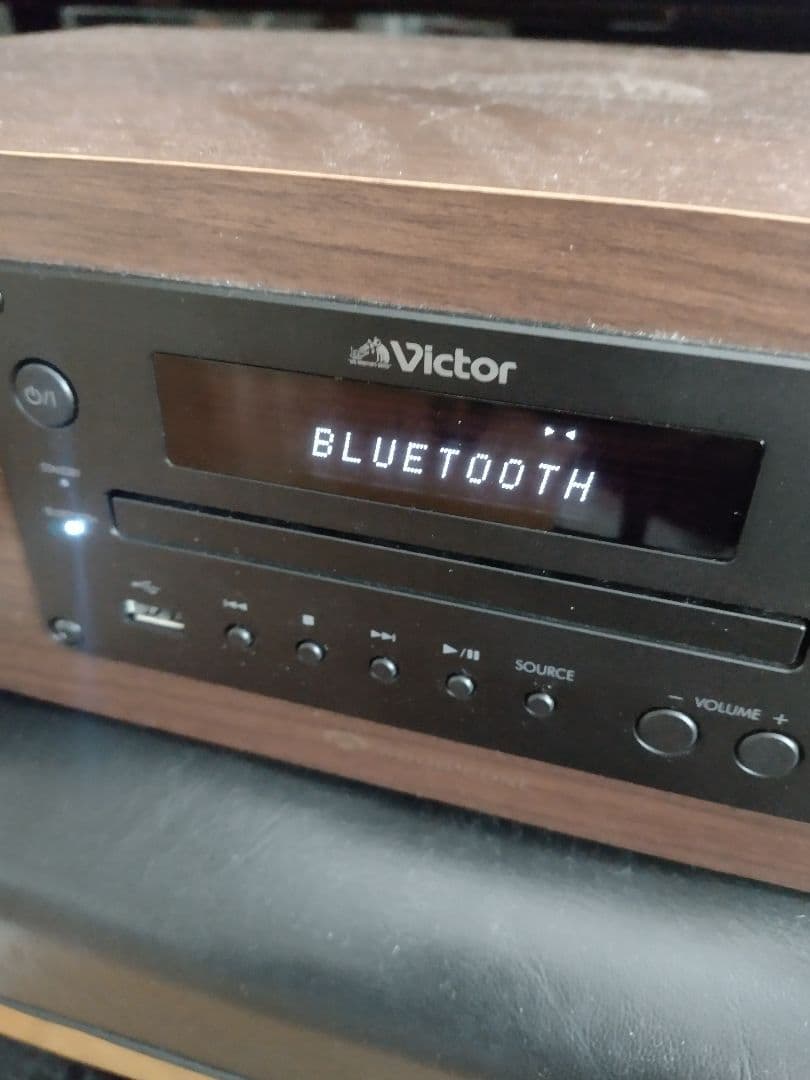 Victor
BLUETOOTH
SOURCE
− VOLUME +